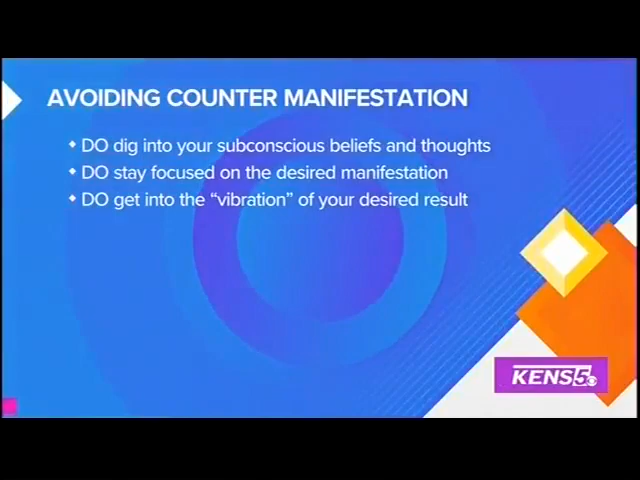 AVOIDING COUNTER MANIFESTATION
DO dig into your subconscious beliefs and thoughts
DO stay focused on the desired manifestation
DO get into the “vibration” of your desired result
KENS5